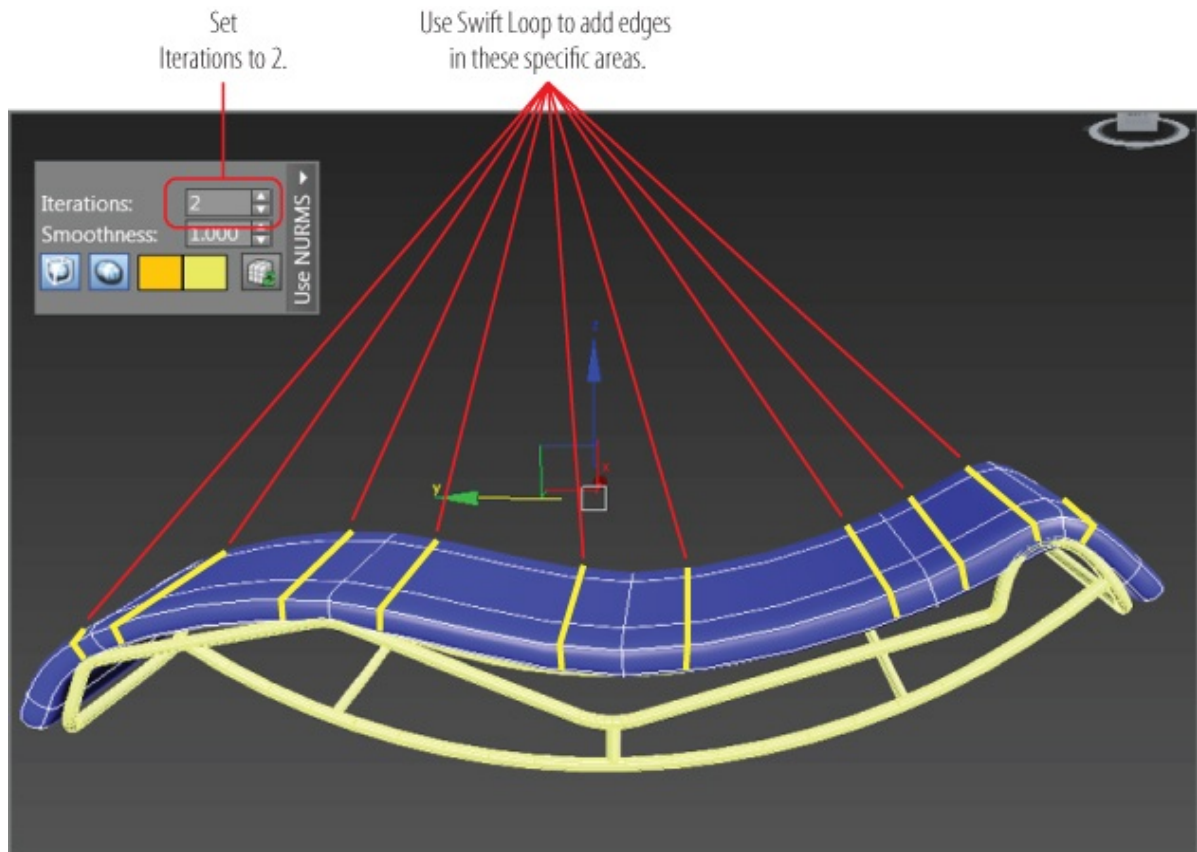 Set
Iterations to 2.
Use Swift Loop to add edges
in these specific areas.
Iterations: 2
Smoothness: 1.000
Use NURMS
z
x
y